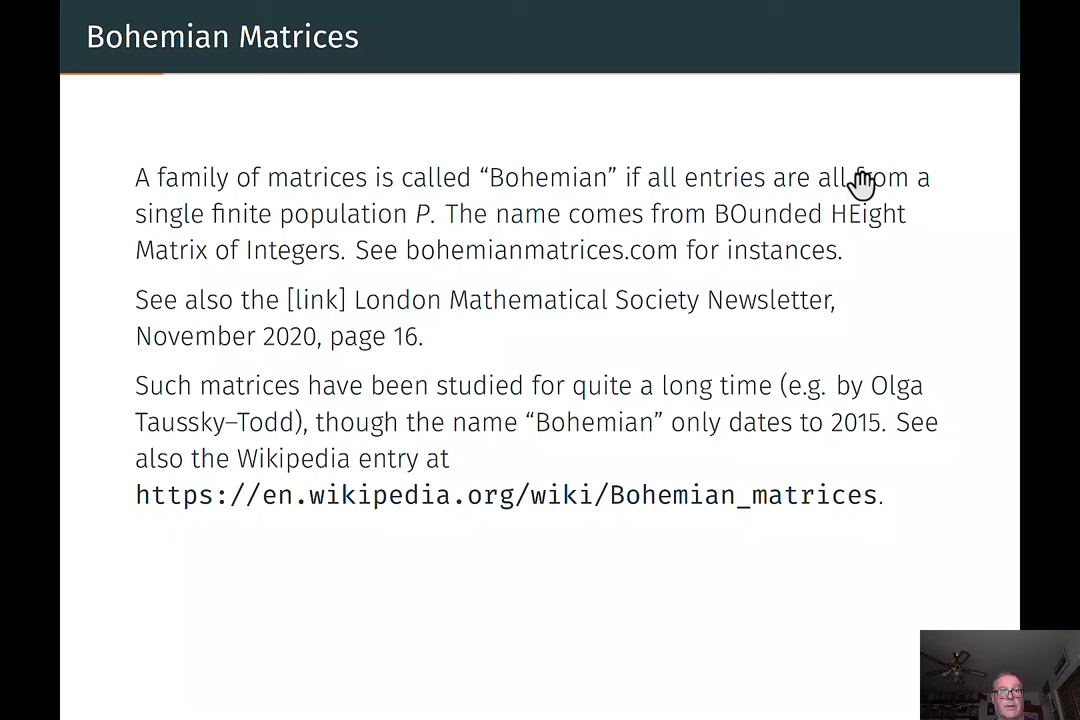 Bohemian Matrices
A family of matrices is called “Bohemian” if all entries are all from a
single finite population P. The name comes from BOunded HEight
Matrix of Integers. See bohemianmatrices.com for instances.
See also the [link] London Mathematical Society Newsletter,
November 2020, page 16.
Such matrices have been studied for quite a long time (e.g. by Olga
Taussky–Todd), though the name “Bohemian” only dates to 2015. See
also the Wikipedia entry at
https://en.wikipedia.org/wiki/Bohemian_matrices.